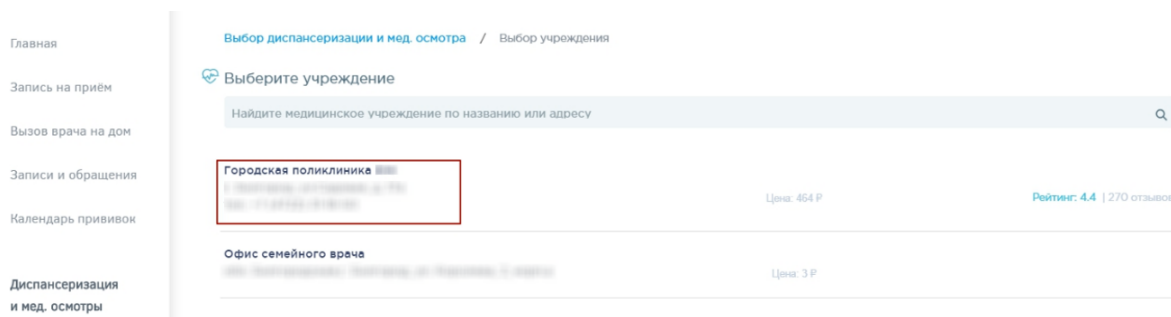 Главная
Запись на приём
Вызов врача на дом
Записи и обращения
Календарь прививок
Диспансеризация
и мед. осмотры
Выбор диспансеризации и мед. осмотра / Выбор учреждения
Выберите учреждение
Найдите медицинское учреждение по названию или адресу
Городская поликлиника
Цена: 464 ₽
Рейтинг: 4.4 | 270 отзывов
Офис семейного врача
Цена: 3 ₽